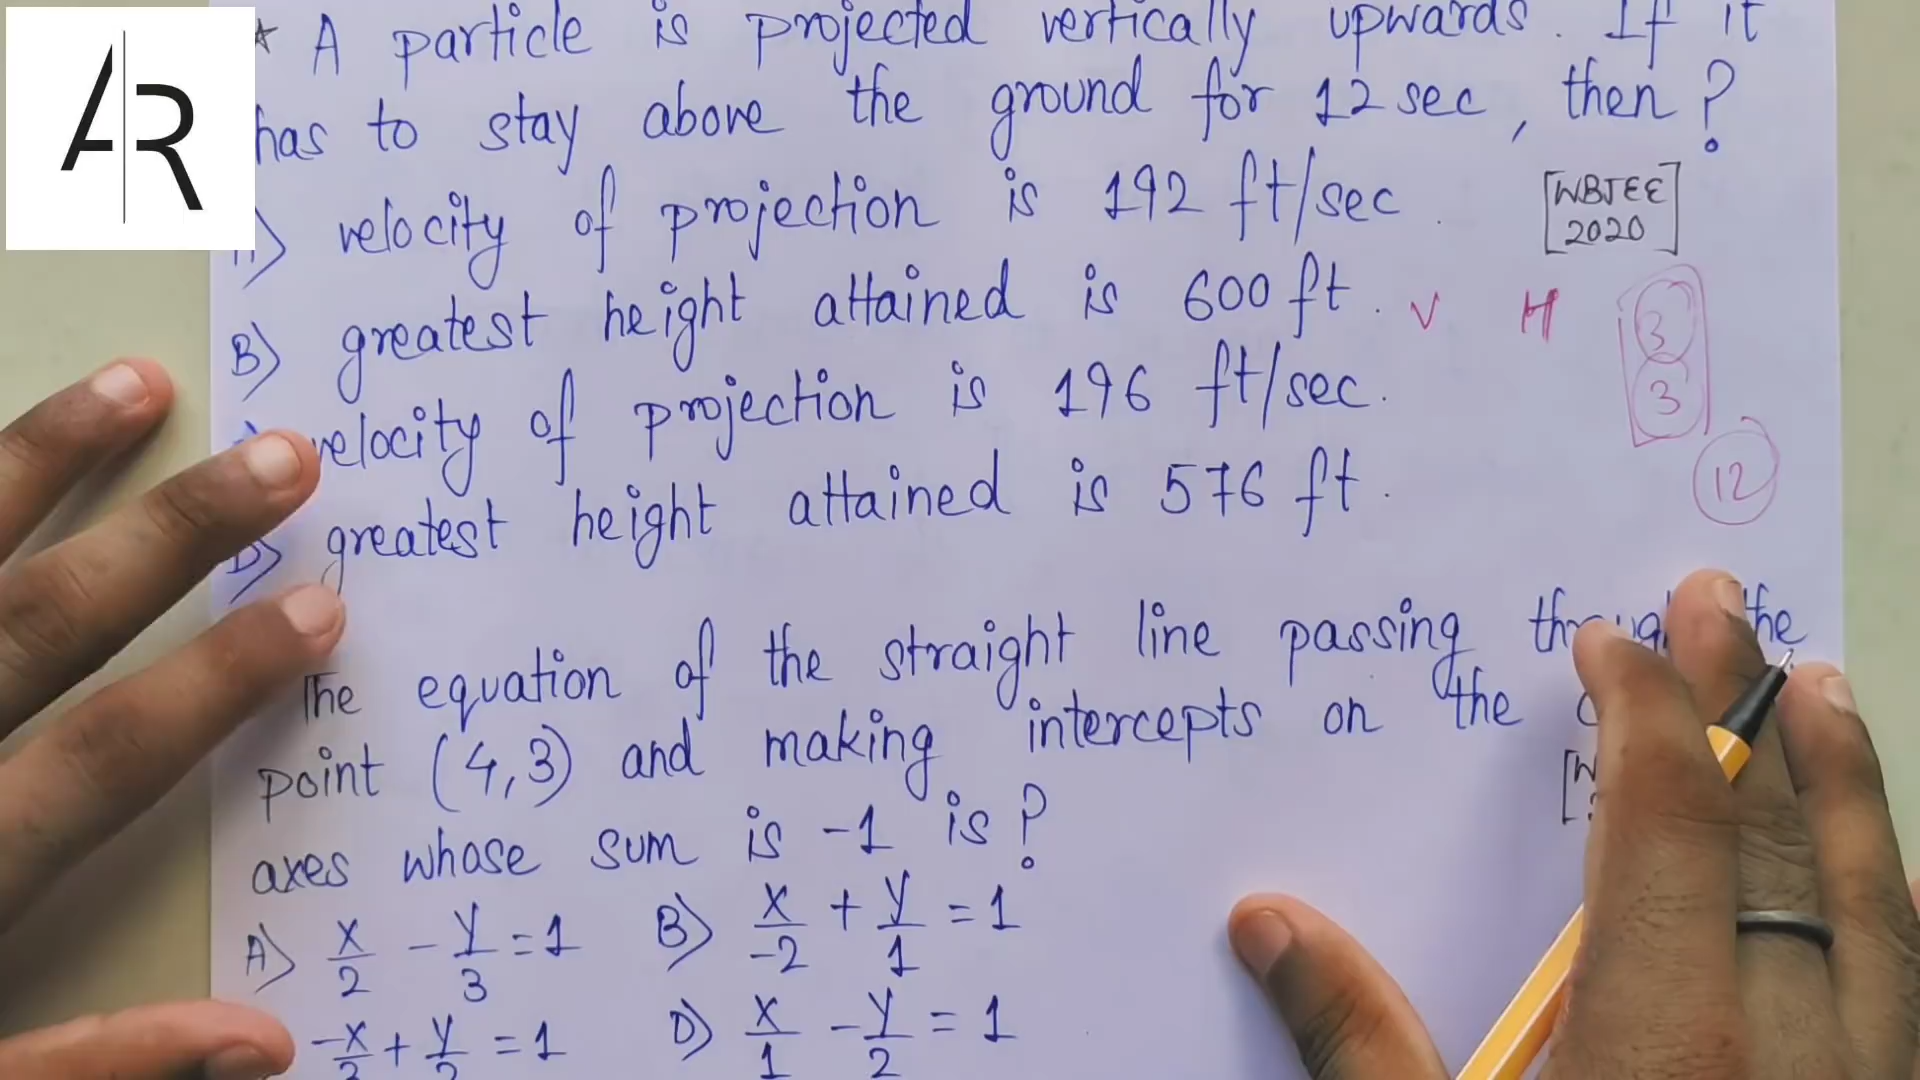 AR
* A particle is projected vertically upwards. If it
has to stay above the ground for 12 sec, then ?
A) velocity of projection is 192 ft/sec.
[WBJEE
2020]
B) greatest height attained is 600 ft.
V H
3
3
velocity of projection is 196 ft/sec.
12
D) greatest height attained is 576 ft.
The equation of the straight line passing through the
point (4,3) and making intercepts on the
axes whose sum is -1 is ?
A) x/2 - y/3 = 1 B) x/-2 + y/1 = 1
D) x/1 - y/2 = 1